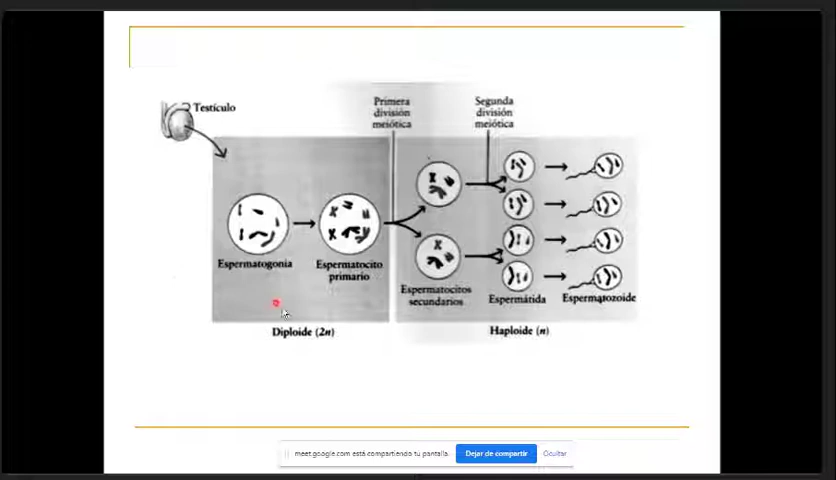 Testículo
Primera
división
meiótica
Segunda
división
meiótica
Espermatogonia
Espermatocito
primario
Espermatocitos
secundarios
Espermátida
Espermatozoide
Diploide (2n)
Haploide (n)
meet.google.com está compartiendo tu pantalla.
Dejar de compartir
Ocultar